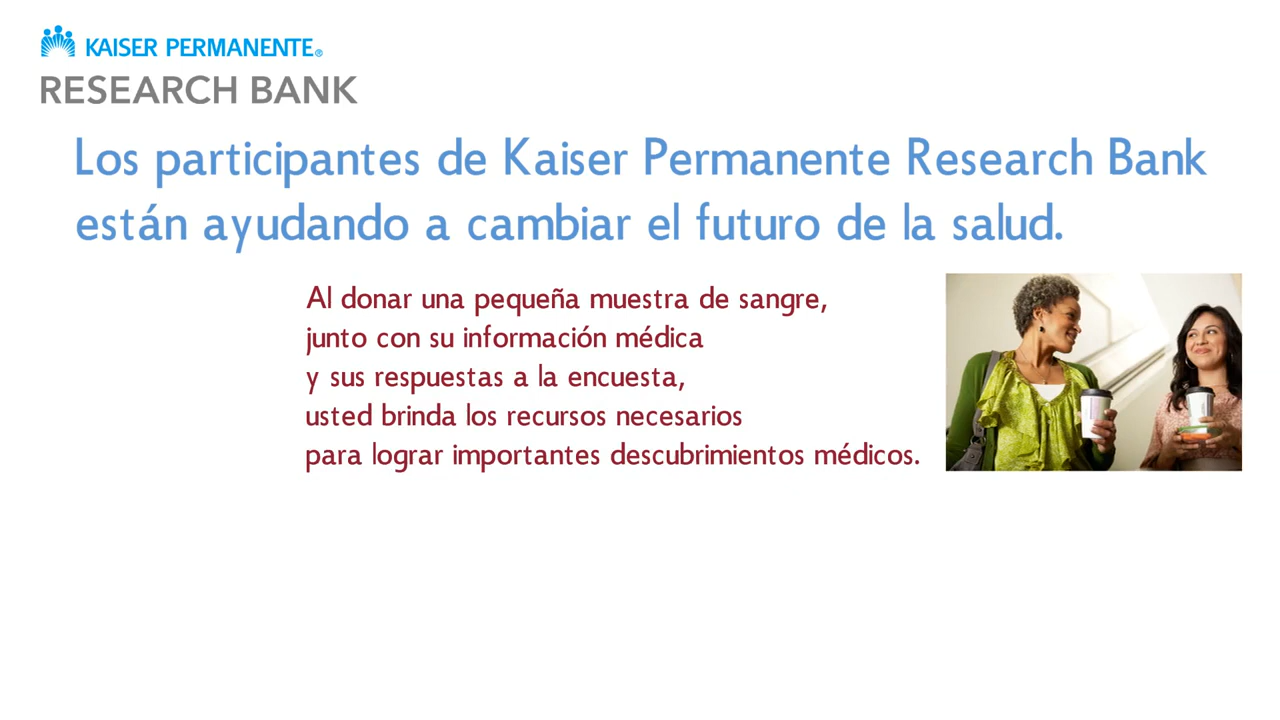 KAISER PERMANENTE®
RESEARCH BANK
Los participantes de Kaiser Permanente Research Bank
están ayudando a cambiar el futuro de la salud.
Al donar una pequeña muestra de sangre,
junto con su información médica
y sus respuestas a la encuesta,
usted brinda los recursos necesarios
para lograr importantes descubrimientos médicos.